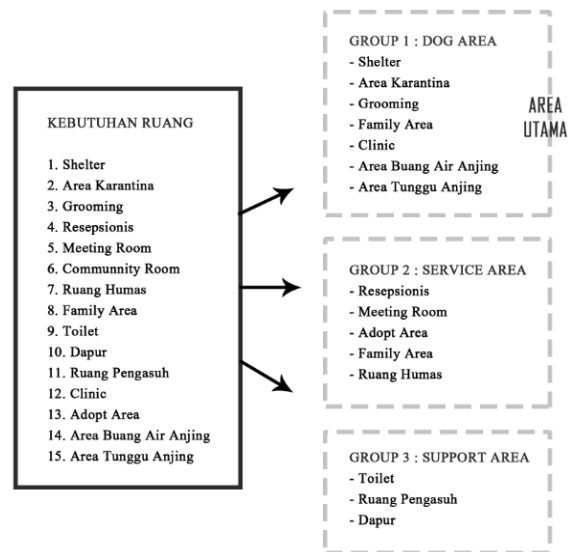 KEBUTUHAN RUANG
1. Shelter
2. Area Karantina
3. Grooming
4. Resepsionis
5. Meeting Room
6. Communnity Room
7. Ruang Humas
8. Family Area
9. Toilet
10. Dapur
11. Ruang Pengasuh
12. Clinic
13. Adopt Area
14. Area Buang Air Anjing
15. Area Tunggu Anjing
GROUP 1 : DOG AREA
- Shelter
- Area Karantina
- Grooming
- Family Area
- Clinic
- Area Buang Air Anjing
- Area Tunggu Anjing
AREA
UTAMA
GROUP 2 : SERVICE AREA
- Resepsionis
- Meeting Room
- Adopt Area
- Family Area
- Ruang Humas
GROUP 3 : SUPPORT AREA
- Toilet
- Ruang Pengasuh
- Dapur